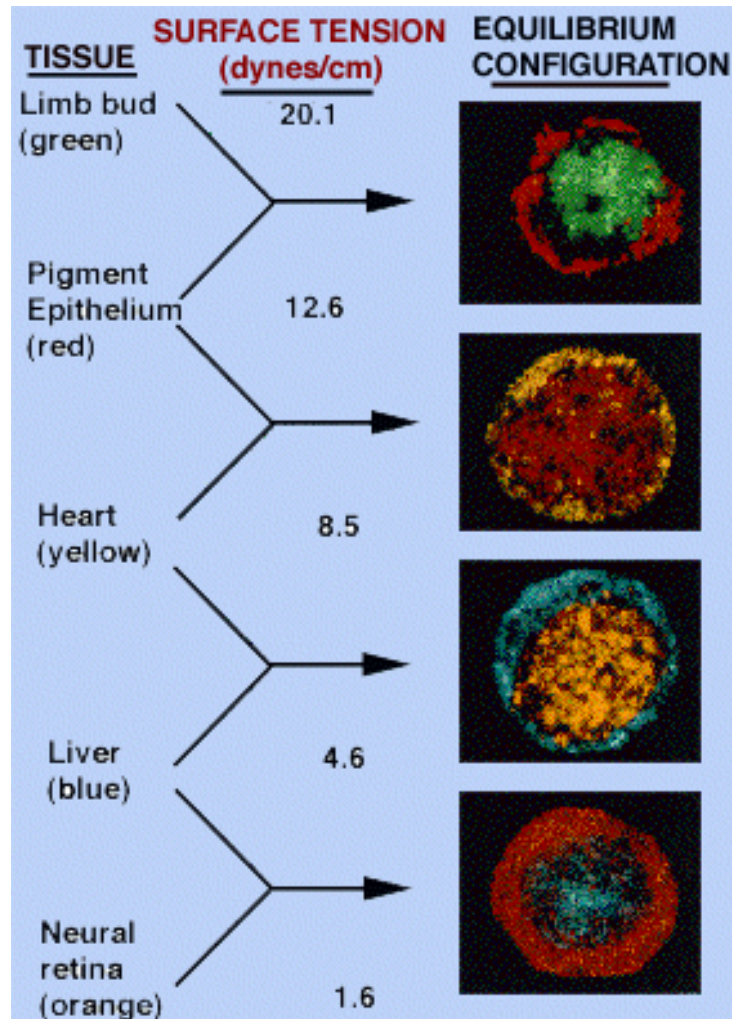 TISSUE
SURFACE TENSION
(dynes/cm)
EQUILIBRIUM
CONFIGURATION
Limb bud
(green)
20.1
Pigment
Epithelium
(red)
12.6
Heart
(yellow)
8.5
Liver
(blue)
4.6
Neural
retina
(orange)
1.6